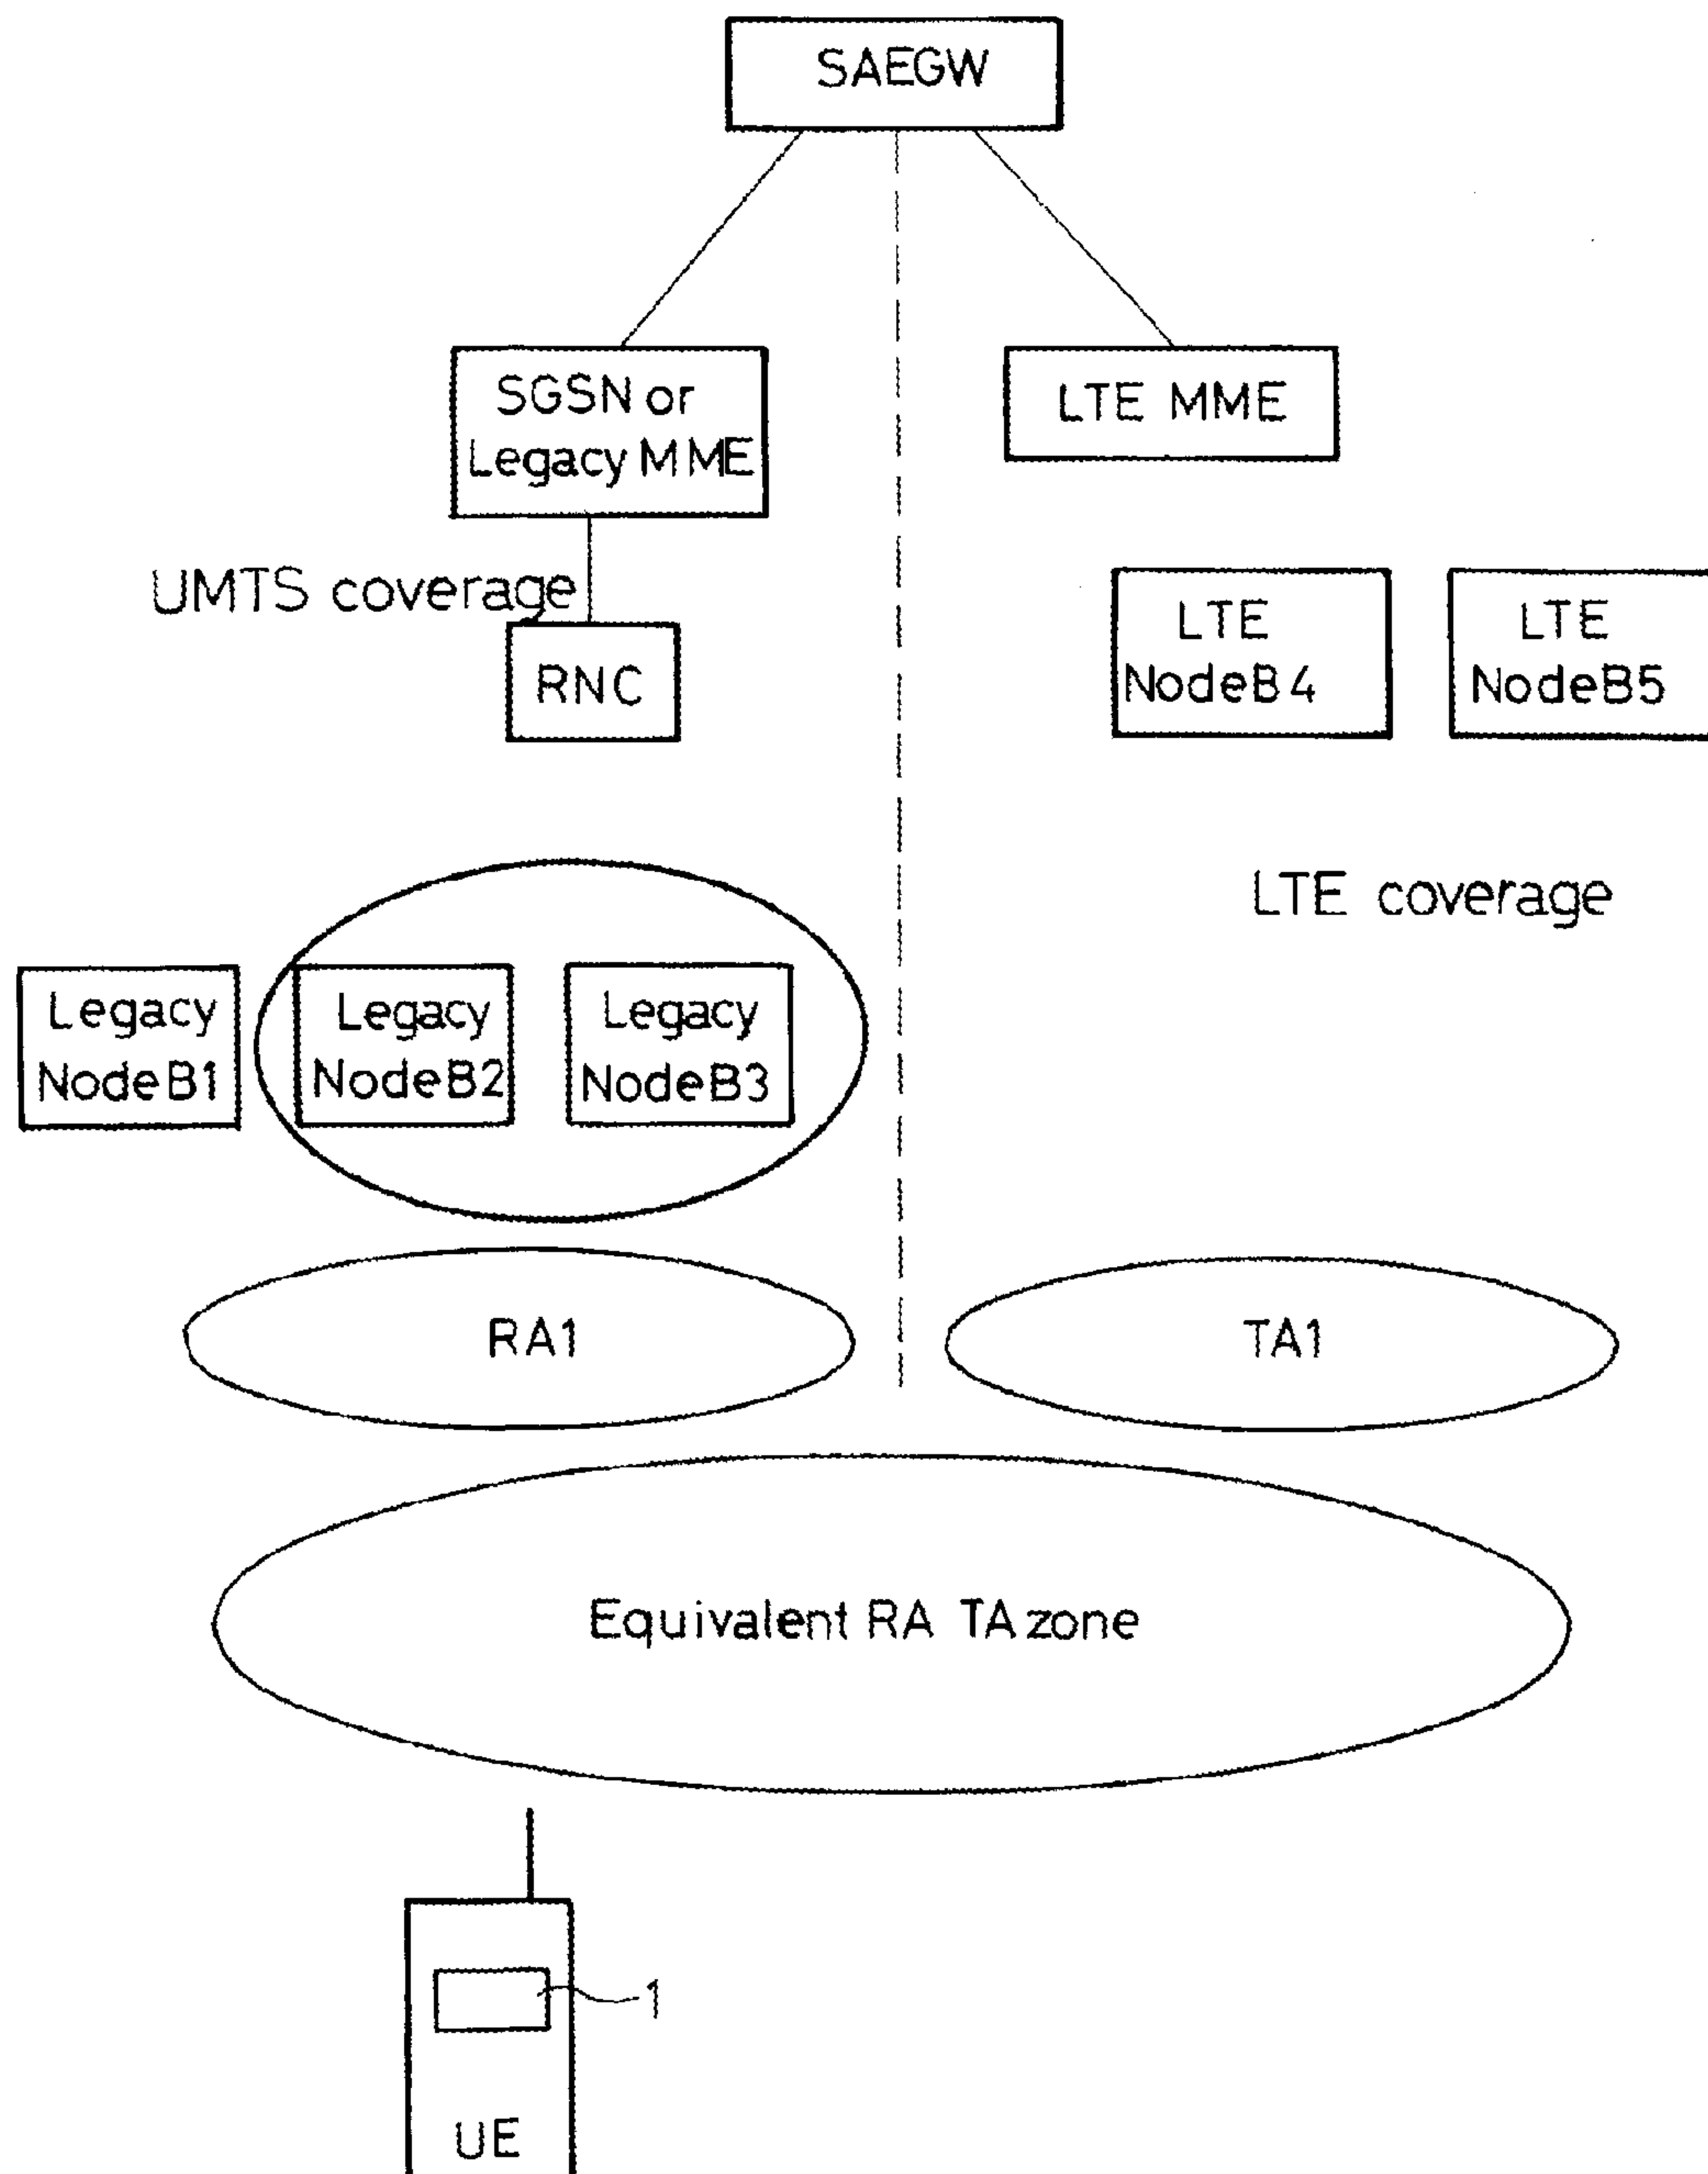 SAEGW
SGSN or
Legacy MME
LTE MME
UMTS coverage
RNC
LTE
NodeB4
LTE
NodeB5
LTE coverage
Legacy
NodeB1
Legacy
NodeB2
Legacy
NodeB3
RA1
TA1
Equivalent RA TA zone
1
UE